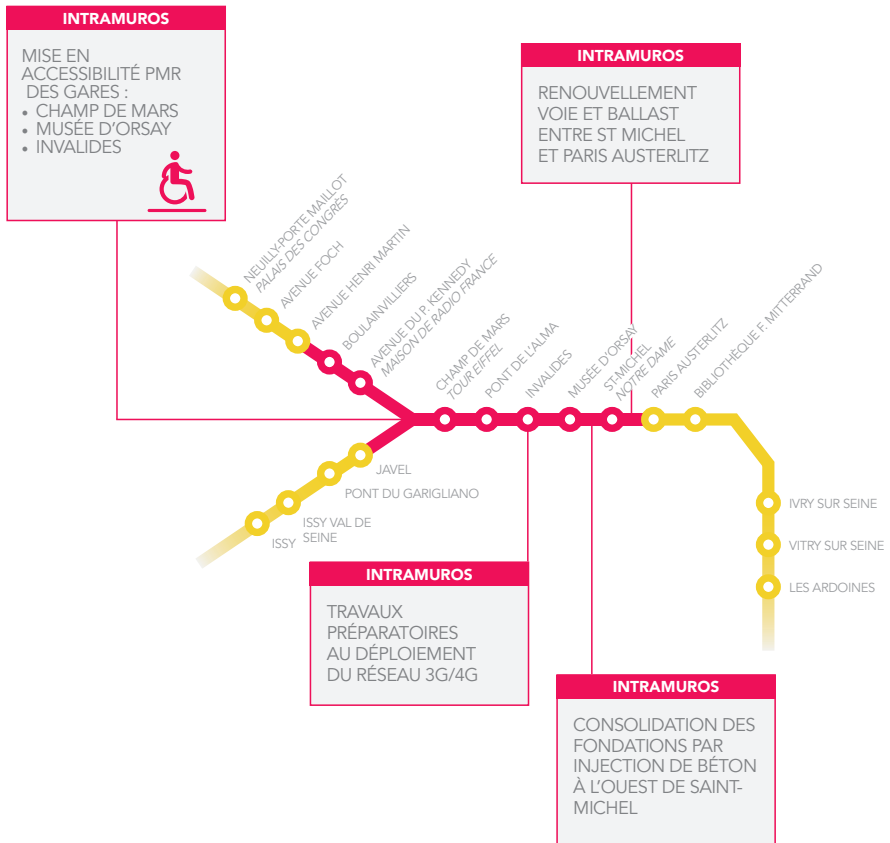 INTRAMUROS
MISE EN
ACCESSIBILITÉ PMR
DES GARES :
• CHAMP DE MARS
• MUSÉE D'ORSAY
• INVALIDES
INTRAMUROS
RENOUVELLEMENT
VOIE ET BALLAST
ENTRE ST MICHEL
ET PARIS AUSTERLITZ
NEUILLY-PORTE MAILLOT
PALAIS DES CONGRÈS
AVENUE FOCH
AVENUE HENRI MARTIN
BOULAINVILLIERS
AVENUE DU P. KENNEDY
MAISON DE RADIO FRANCE
CHAMP DE MARS
TOUR EIFFEL
PONT DE L'ALMA
INVALIDES
MUSÉE D'ORSAY
ST-MICHEL
NOTRE DAME
PARIS AUSTERLITZ
BIBLIOTHÈQUE F. MITTERRAND
JAVEL
PONT DU GARIGLIANO
ISSY VAL DE
SEINE
ISSY
IVRY SUR SEINE
VITRY SUR SEINE
LES ARDOINES
INTRAMUROS
TRAVAUX
PRÉPARATOIRES
AU DÉPLOIEMENT
DU RÉSEAU 3G/4G
INTRAMUROS
CONSOLIDATION DES
FONDATIONS PAR
INJECTION DE BÉTON
À L'OUEST DE SAINT-
MICHEL